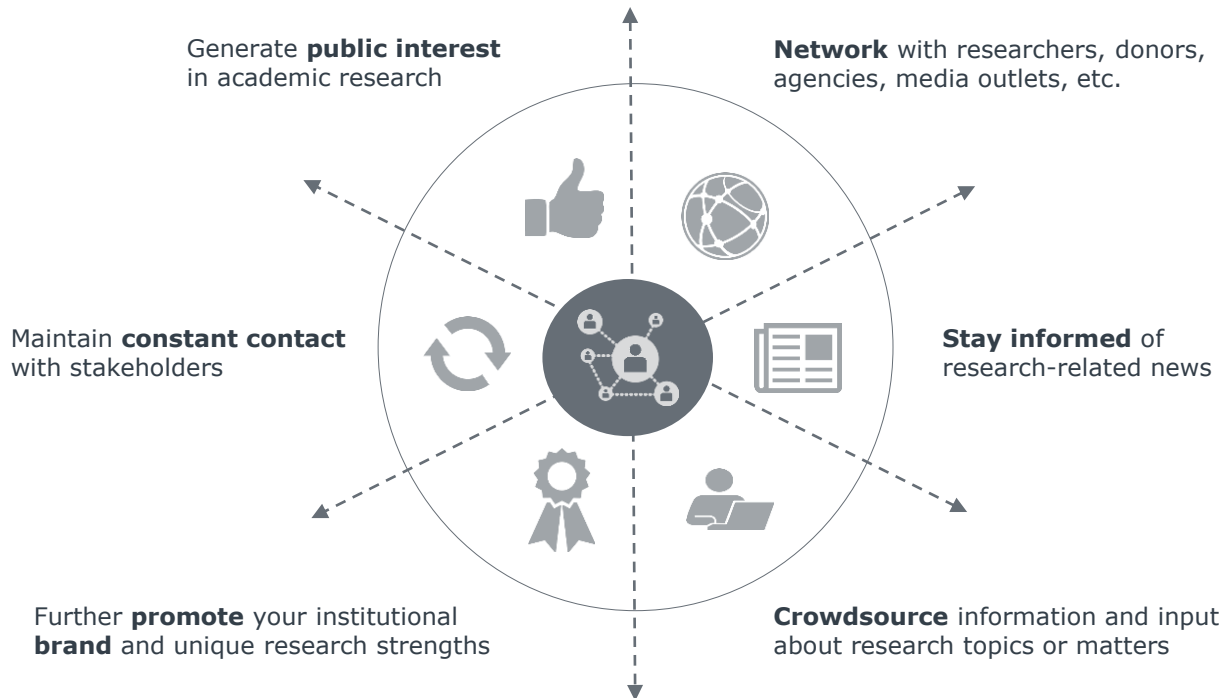 Generate public interest
in academic research
Network with researchers, donors,
agencies, media outlets, etc.
Maintain constant contact
with stakeholders
Stay informed of
research-related news
Further promote your institutional
brand and unique research strengths
Crowdsource information and input
about research topics or matters